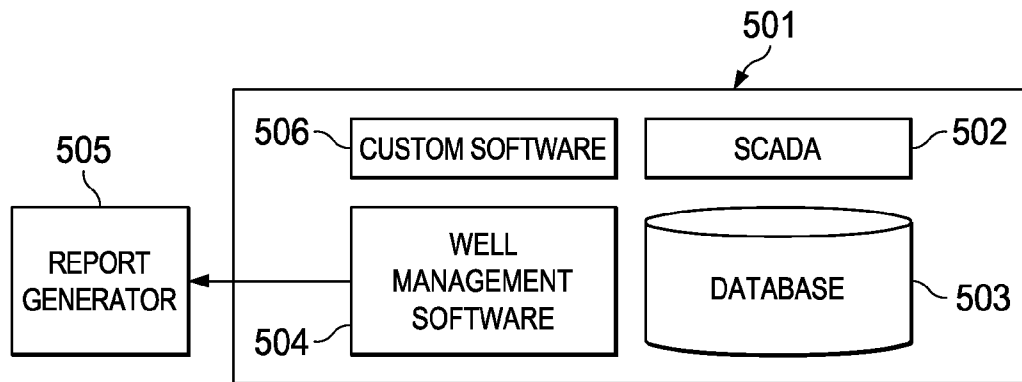 501
506
CUSTOM SOFTWARE
SCADA
502
505
REPORT
GENERATOR
WELL
MANAGEMENT
SOFTWARE
504
DATABASE
503